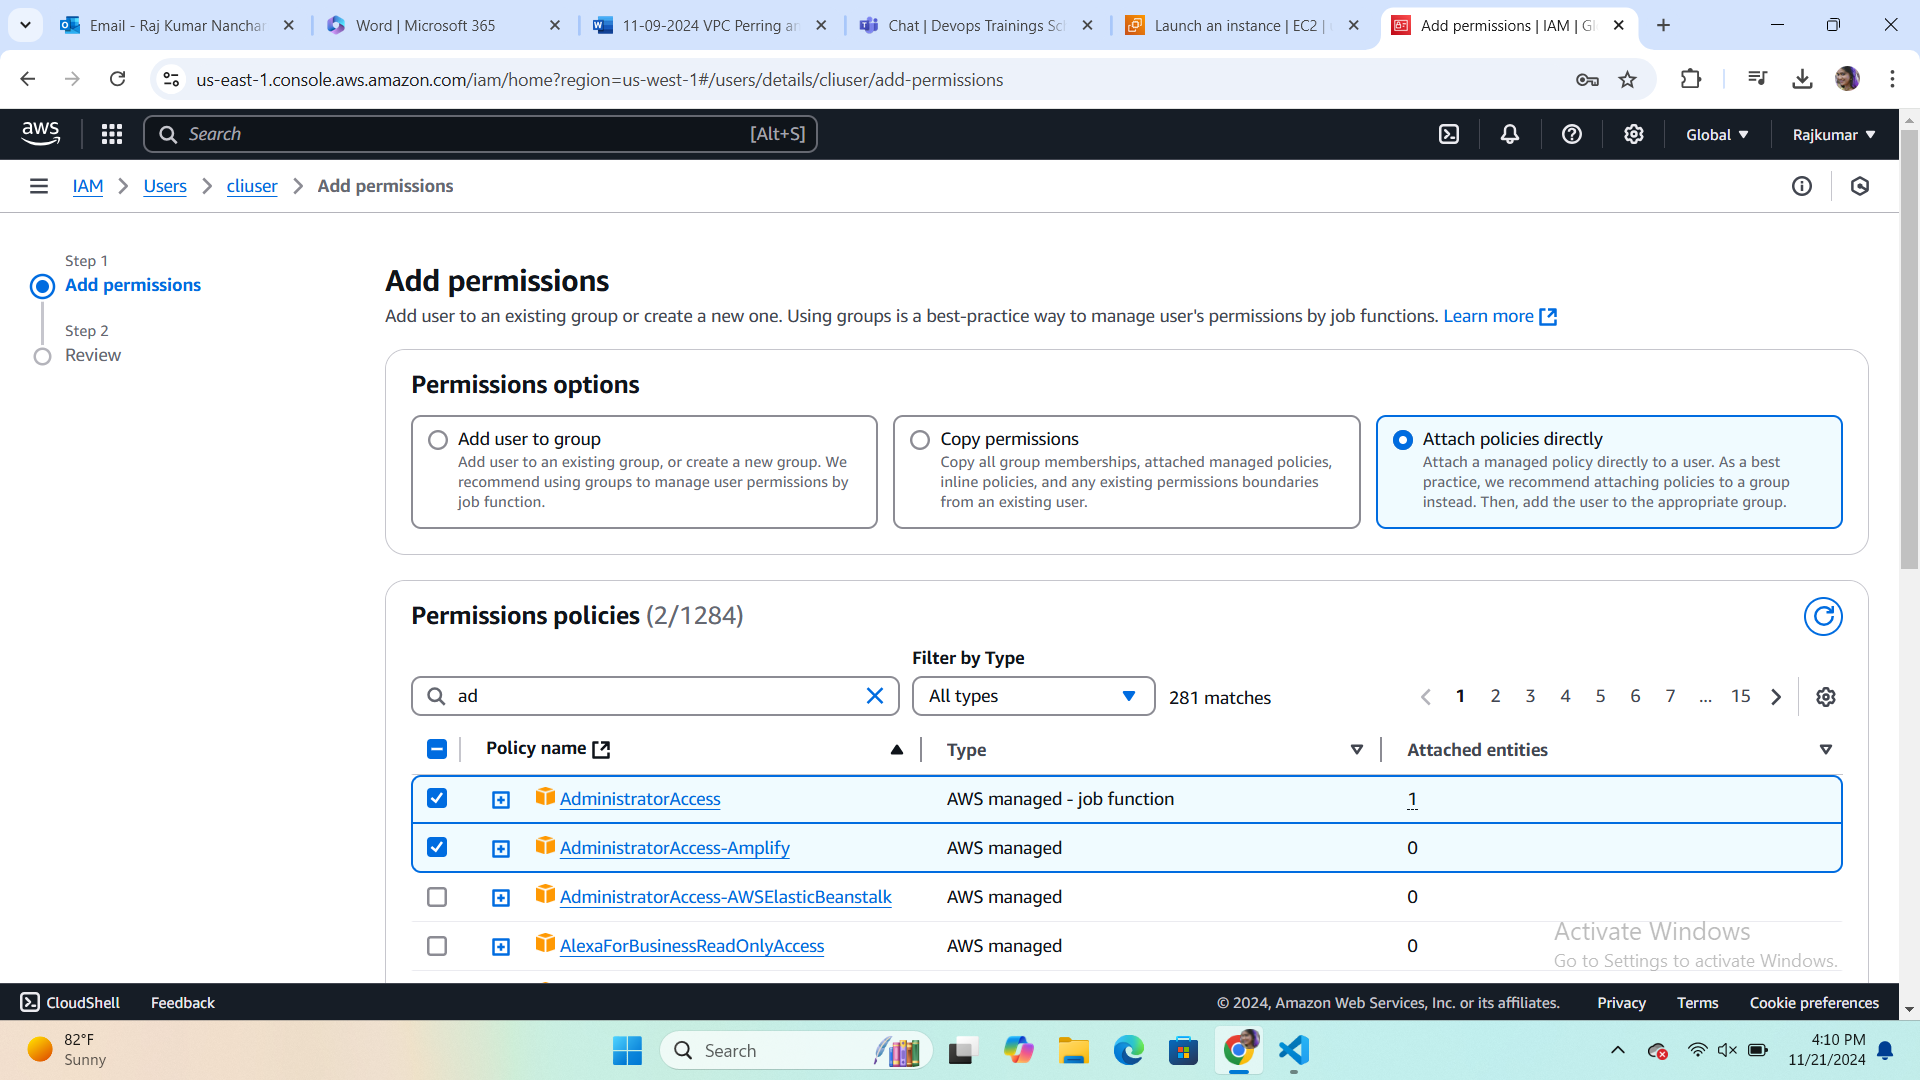 Email - Raj Kumar Nanchar
Word | Microsoft 365
11-09-2024 VPC Perring an
Chat | Devops Trainings Sch
Launch an instance | EC2 |
Add permissions | IAM | Gl
us-east-1.console.aws.amazon.com/iam/home?region=us-west-1#/users/details/cliuser/add-permissions
aws
Search
[Alt+S]
Global
Rajkumar
IAM
Users
cliuser
Add permissions
Step 1
Add permissions
Step 2
Review
Add permissions
Add user to an existing group or create a new one. Using groups is a best-practice way to manage user's permissions by job functions. Learn more
Permissions options
Add user to group
Add user to an existing group, or create a new group. We
recommend using groups to manage user permissions by
job function.
Copy permissions
Copy all group memberships, attached managed policies,
inline policies, and any existing permissions boundaries
from an existing user.
Attach policies directly
Attach a managed policy directly to a user. As a best
practice, we recommend attaching policies to a group
instead. Then, add the user to the appropriate group.
Permissions policies (2/1284)
Filter by Type
ad
All types
281 matches
1 2 3 4 5 6 7 ... 15
Policy name
Type
Attached entities
AdministratorAccess
AWS managed - job function
1
AdministratorAccess-Amplify
AWS managed
0
AdministratorAccess-AWSElasticBeanstalk
AWS managed
0
AlexaForBusinessReadOnlyAccess
AWS managed
0
Activate Windows
Go to Settings to activate Windows.
CloudShell
Feedback
© 2024, Amazon Web Services, Inc. or its affiliates.
Privacy
Terms
Cookie preferences
82°F
Sunny
Search
4:10 PM
11/21/2024